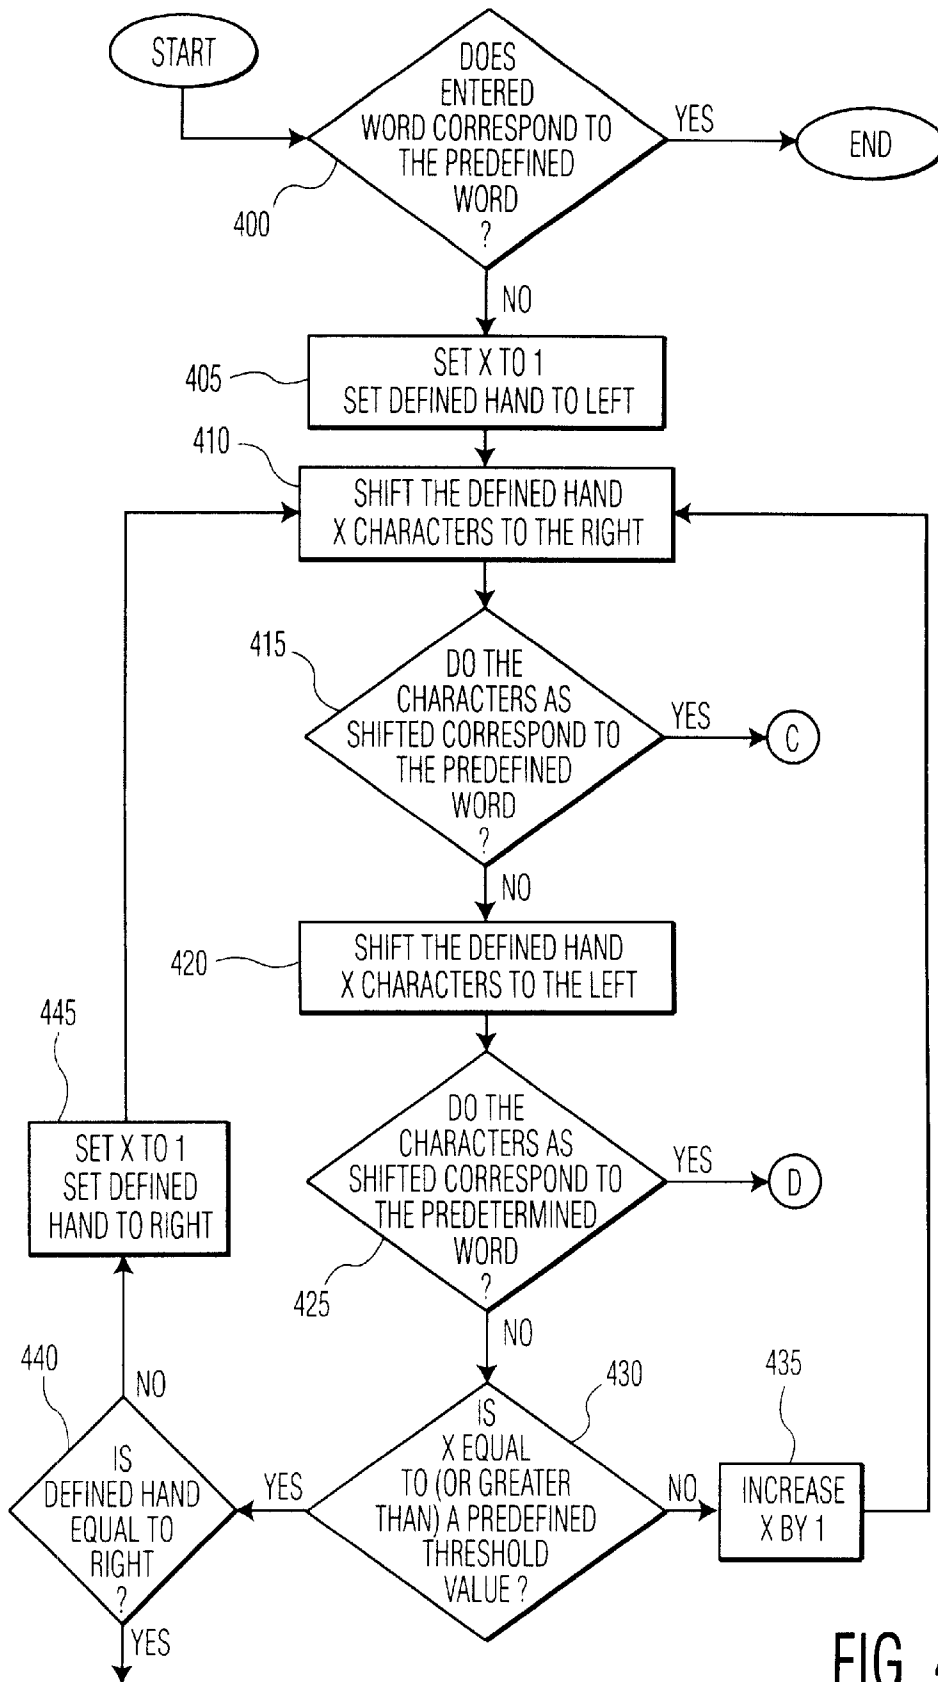 START
DOES
ENTERED
WORD CORRESPOND TO
THE PREDEFINED
WORD
?
YES
END
400
NO
405
SET X TO 1
SET DEFINED HAND TO LEFT
410
SHIFT THE DEFINED HAND
X CHARACTERS TO THE RIGHT
415
DO THE
CHARACTERS AS
SHIFTED CORRESPOND TO
THE PREDEFINED
WORD
?
YES
C
NO
420
SHIFT THE DEFINED HAND
X CHARACTERS TO THE LEFT
445
SET X TO 1
SET DEFINED
HAND TO RIGHT
DO THE
CHARACTERS AS
SHIFTED CORRESPOND TO
THE PREDETERMINED
WORD
?
YES
D
425
NO
440
NO
IS
DEFINED HAND
EQUAL TO
RIGHT
?
YES
YES
430
IS
X EQUAL
TO (OR GREATER
THAN) A PREDEFINED
THRESHOLD
VALUE ?
NO
435
INCREASE
X BY 1
FIG